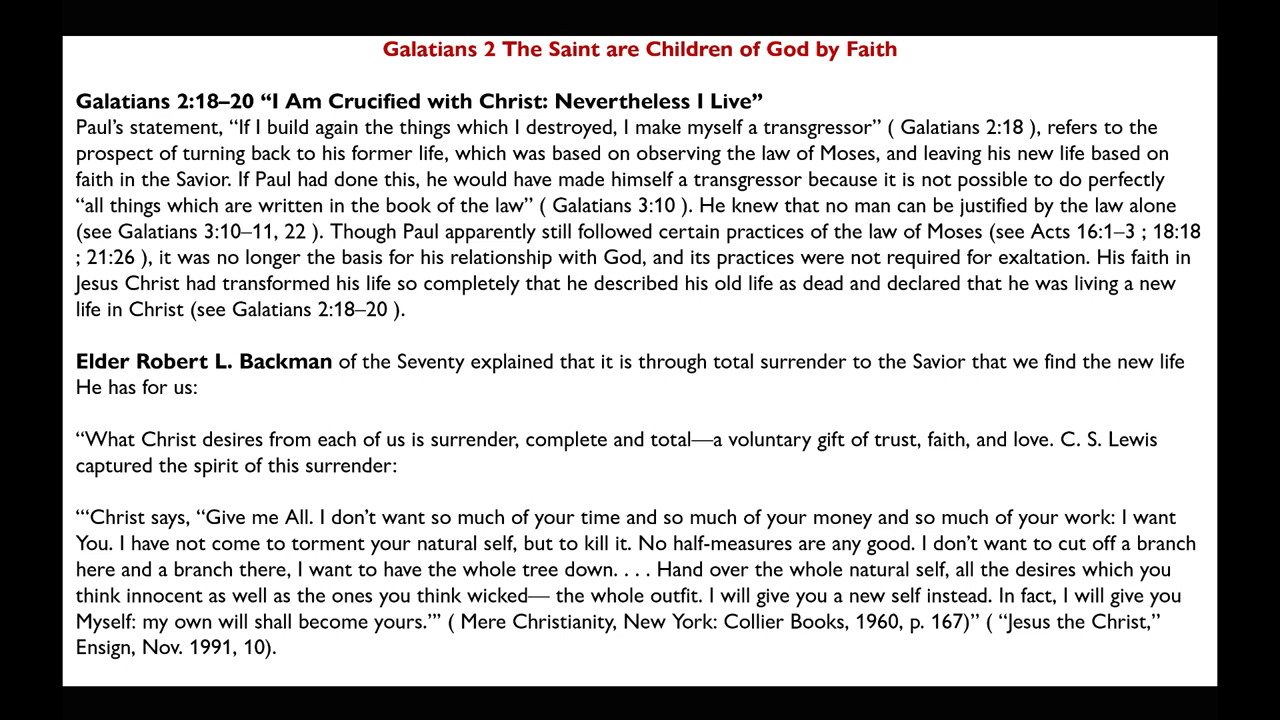 Galatians 2 The Saint are Children of God by Faith
Galatians 2:18–20 “I Am Crucified with Christ: Nevertheless I Live”
Paul’s statement, “If I build again the things which I destroyed, I make myself a transgressor” ( Galatians 2:18 ), refers to the
prospect of turning back to his former life, which was based on observing the law of Moses, and leaving his new life based on
faith in the Savior. If Paul had done this, he would have made himself a transgressor because it is not possible to do perfectly
“all things which are written in the book of the law” ( Galatians 3:10 ). He knew that no man can be justified by the law alone
(see Galatians 3:10–11, 22 ). Though Paul apparently still followed certain practices of the law of Moses (see Acts 16:1–3 ; 18:18
; 21:26 ), it was no longer the basis for his relationship with God, and its practices were not required for exaltation. His faith in
Jesus Christ had transformed his life so completely that he described his old life as dead and declared that he was living a new
life in Christ (see Galatians 2:18–20 ).
Elder Robert L. Backman of the Seventy explained that it is through total surrender to the Savior that we find the new life
He has for us:
“What Christ desires from each of us is surrender, complete and total—a voluntary gift of trust, faith, and love. C. S. Lewis
captured the spirit of this surrender:
“‘Christ says, “Give me All. I don’t want so much of your time and so much of your money and so much of your work: I want
You. I have not come to torment your natural self, but to kill it. No half-measures are any good. I don’t want to cut off a branch
here and a branch there, I want to have the whole tree down. . . . Hand over the whole natural self, all the desires which you
think innocent as well as the ones you think wicked— the whole outfit. I will give you a new self instead. In fact, I will give you
Myself: my own will shall become yours.”’ ( Mere Christianity, New York: Collier Books, 1960, p. 167)” ( “Jesus the Christ,”
Ensign, Nov. 1991, 10).